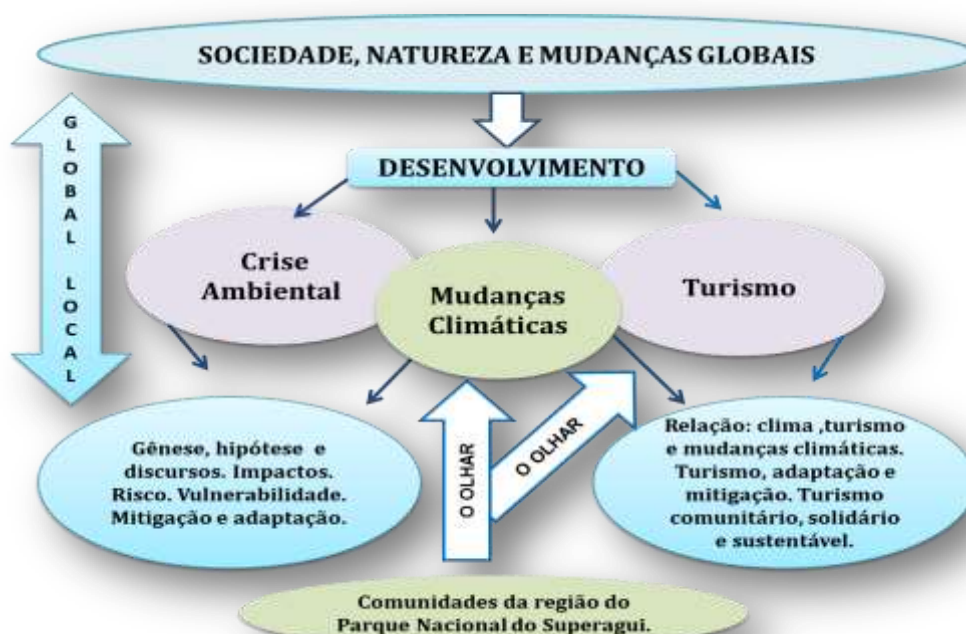 SOCIEDADE, NATUREZA E MUDANÇAS GLOBAIS
GLOBAL LOCAL
DESENVOLVIMENTO
Crise
Ambiental
Mudanças
Climáticas
Turismo
Gênese, hipótese e
discursos. Impactos.
Risco. Vulnerabilidade.
Mitigação e adaptação.
O OLHAR
O OLHAR
Relação: clima ,turismo
e mudanças climáticas.
Turismo, adaptação e
mitigação. Turismo
comunitário, solidário
e sustentável.
Comunidades da região do
Parque Nacional do Superagui.